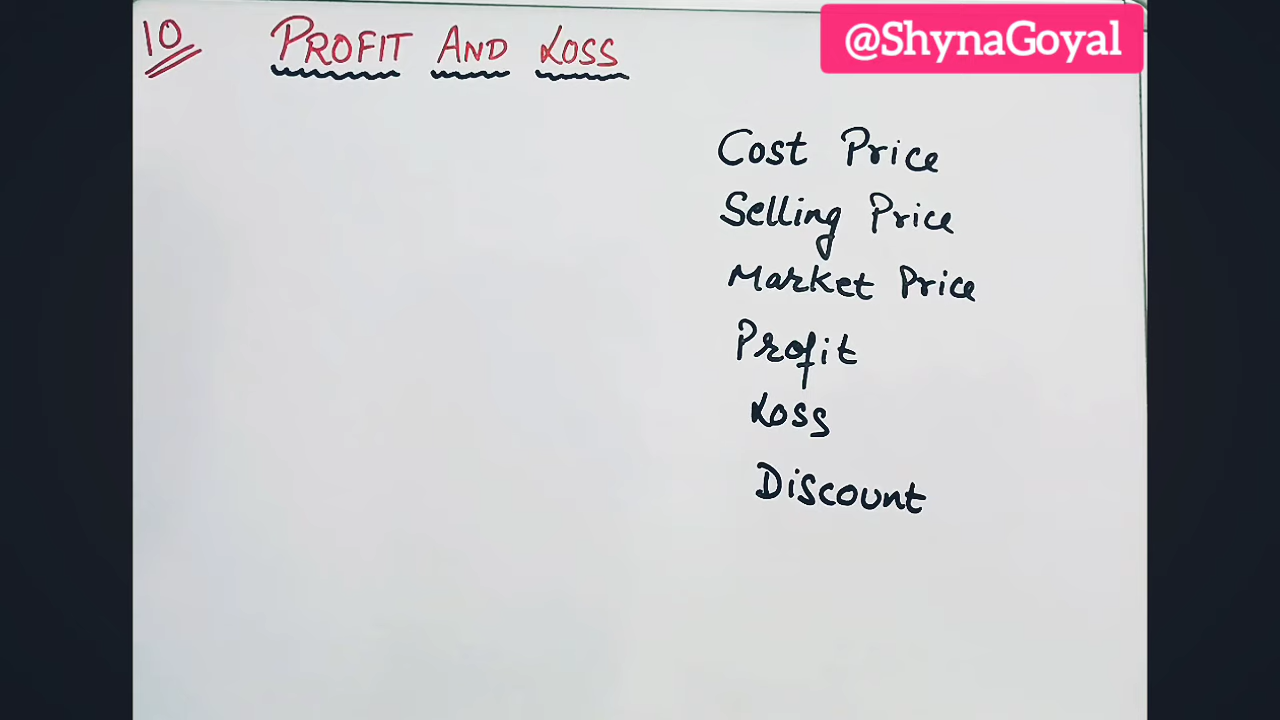 10 PROFIT AND LOSS
@ShynaGoyal
Cost Price
Selling Price
Market Price
Profit
Loss
Discount